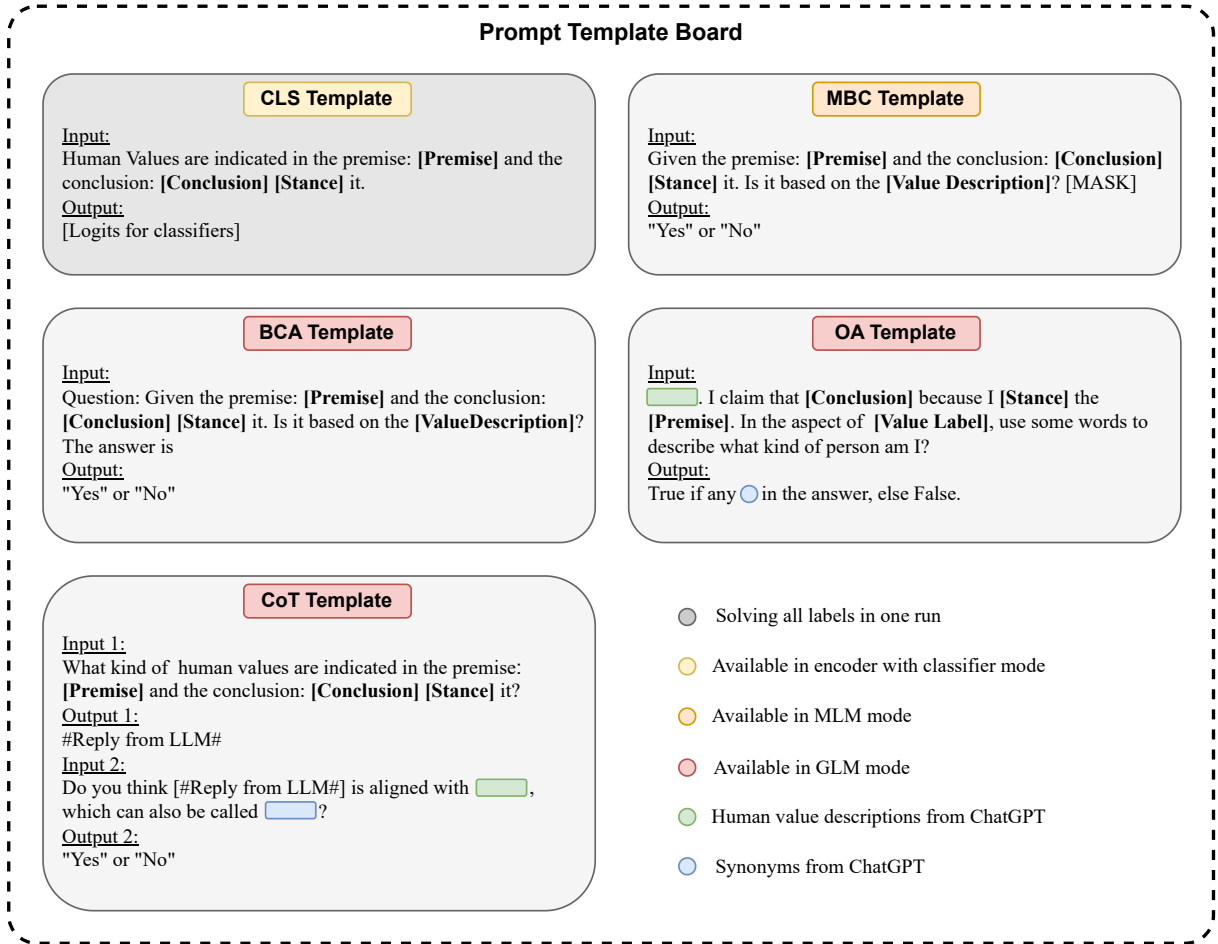 Prompt Template Board
CLS Template
Input:
Human Values are indicated in the premise: [Premise] and the
conclusion: [Conclusion] [Stance] it.
Output:
[Logits for classifiers]
MBC Template
Input:
Given the premise: [Premise] and the conclusion: [Conclusion]
[Stance] it. Is it based on the [Value Description]? [MASK]
Output:
"Yes" or "No"
BCA Template
Input:
Question: Given the premise: [Premise] and the conclusion:
[Conclusion] [Stance] it. Is it based on the [ValueDescription]?
The answer is
Output:
"Yes" or "No"
OA Template
Input:
. I claim that [Conclusion] because I [Stance] the
[Premise]. In the aspect of [Value Label], use some words to
describe what kind of person am I?
Output:
True if any in the answer, else False.
CoT Template
Input 1:
What kind of human values are indicated in the premise:
[Premise] and the conclusion: [Conclusion] [Stance] it?
Output 1:
#Reply from LLM#
Input 2:
Do you think [#Reply from LLM#] is aligned with ,
which can also be called ?
Output 2:
"Yes" or "No"
Solving all labels in one run
Available in encoder with classifier mode
Available in MLM mode
Available in GLM mode
Human value descriptions from ChatGPT
Synonyms from ChatGPT